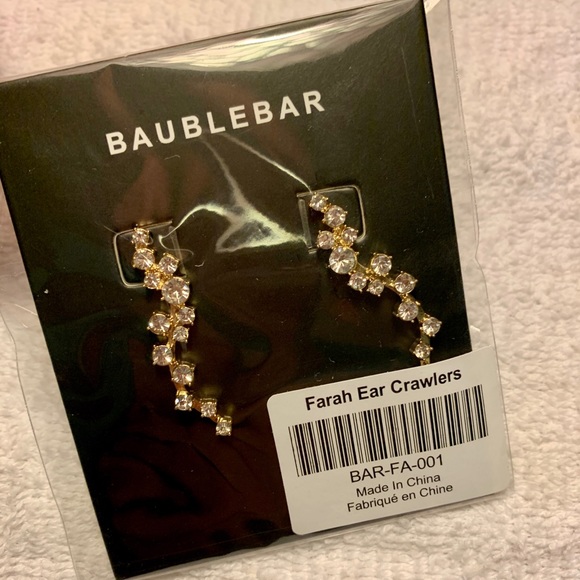 BAUBLEBAR
Farah Ear Crawlers
BAR-FA-001
Made In China
Fabriqué en Chine